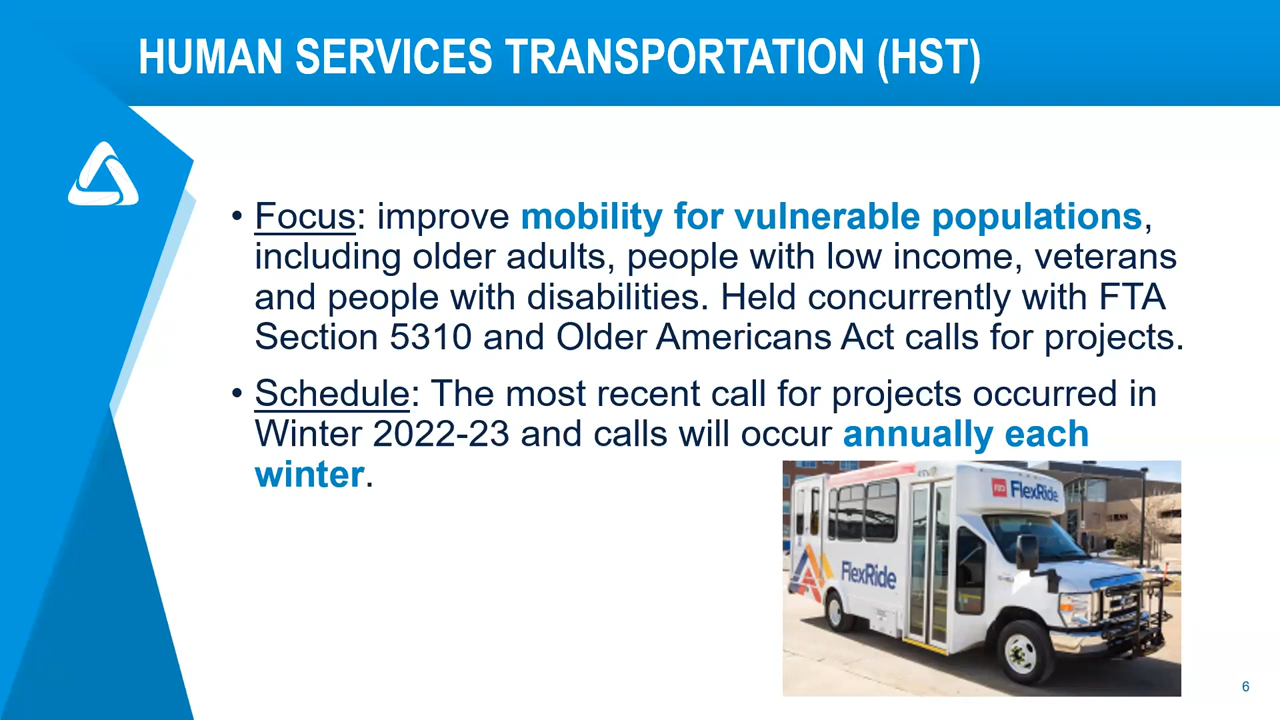 HUMAN SERVICES TRANSPORTATION (HST)
• Focus: improve mobility for vulnerable populations,
including older adults, people with low income, veterans
and people with disabilities. Held concurrently with FTA
Section 5310 and Older Americans Act calls for projects.
• Schedule: The most recent call for projects occurred in
Winter 2022-23 and calls will occur annually each
winter.
RTD FlexRide
FlexRide
6